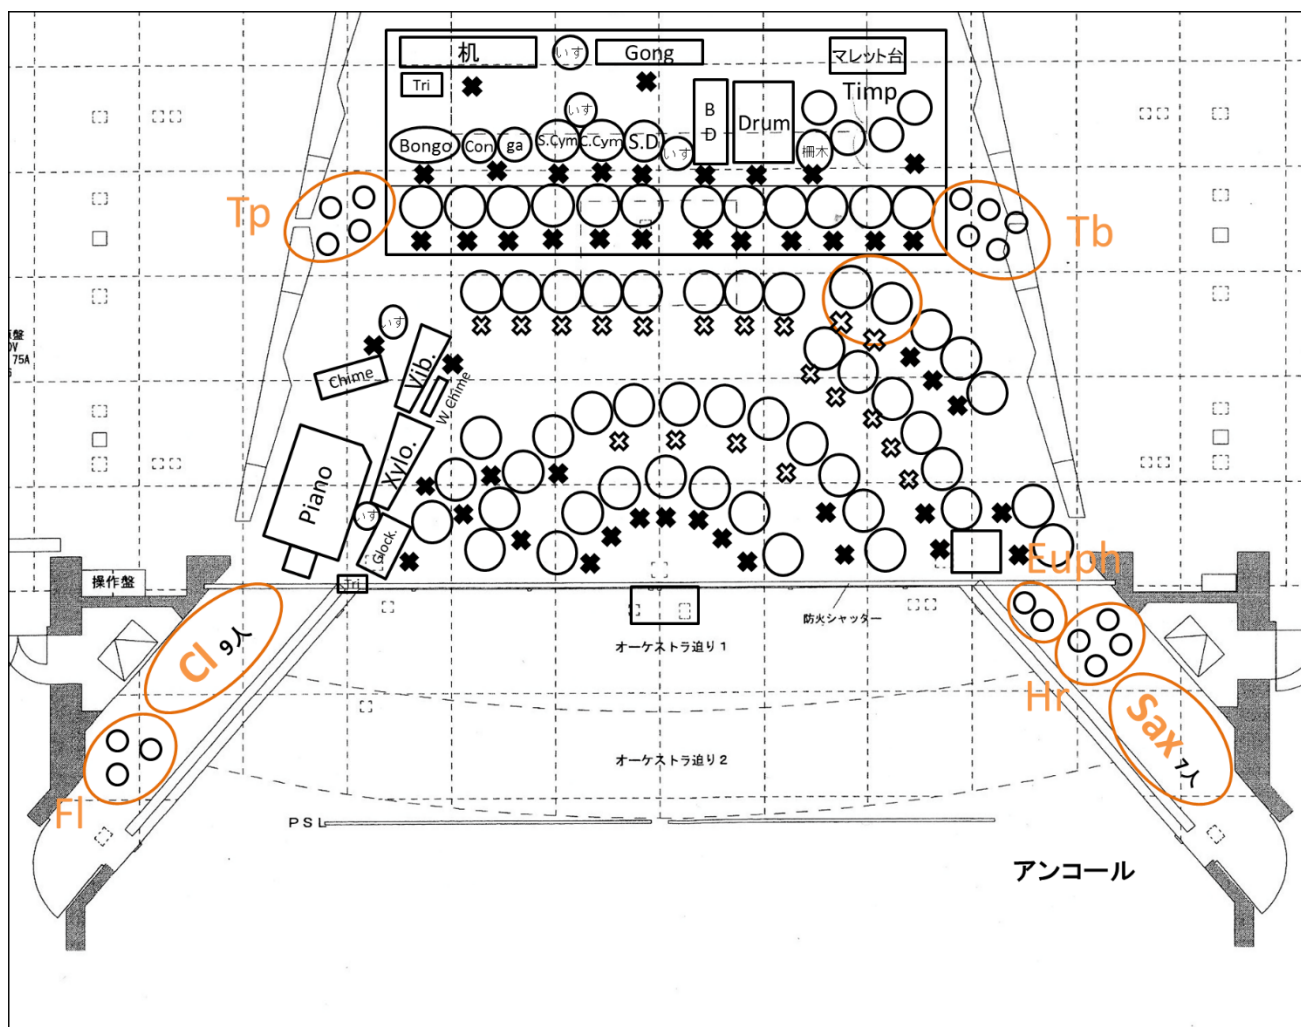 机
いす
Gong
マレット台
Tri
Timp
いす
B
D
Drum
Bongo
Con
ga
S.Cym
C.Cym
S.D
いす
柵木
Tp
Tb
いす
Vib.
Chime
W.Chime
Xylo.
Piano
いす
Glock.
Tri
Euph
操作盤
防火シャッター
Cl 9人
オーケストラ迫り1
Hr
Sax 7人
オーケストラ迫り2
Fl
PSL
アンコール
75A